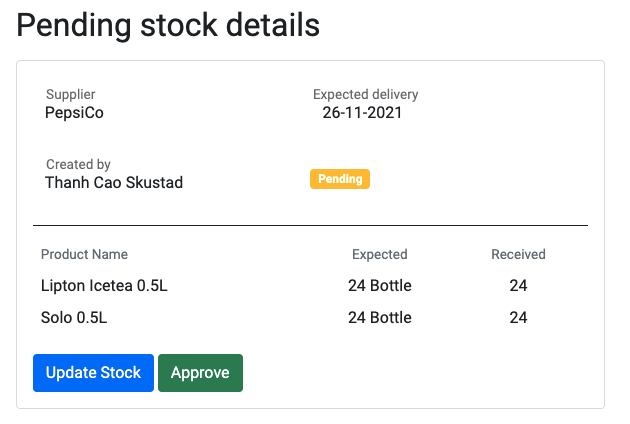 Pending stock details
Supplier Expected delivery
PepsiCo 26-11-2021
Created by
Thanh Cao Skustad Pending
Product Name Expected Received
Lipton Icetea 0.5L 24 Bottle 24
Solo 0.5L 24 Bottle 24
Update Stock Approve